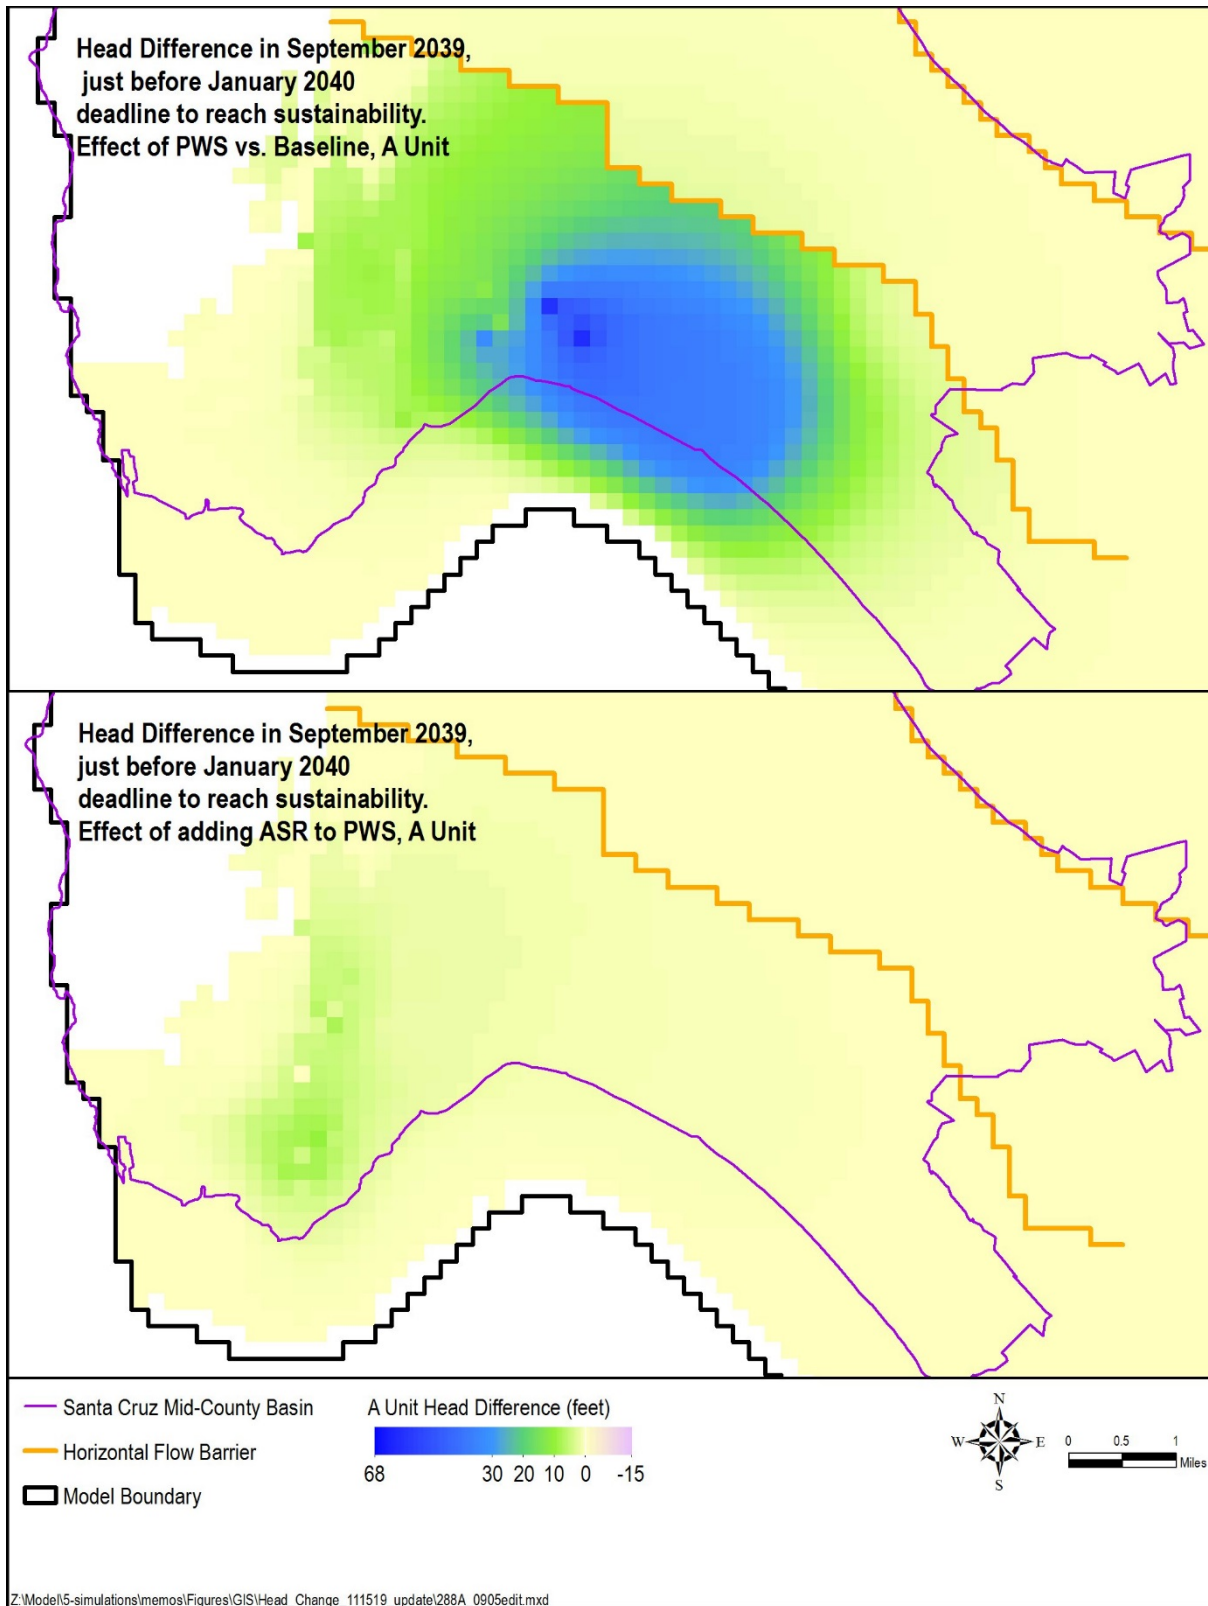 Head Difference in September 2039,
just before January 2040
deadline to reach sustainability.
Effect of PWS vs. Baseline, A Unit
Head Difference in September 2039,
just before January 2040
deadline to reach sustainability.
Effect of adding ASR to PWS, A Unit
Santa Cruz Mid-County Basin
Horizontal Flow Barrier
Model Boundary
A Unit Head Difference (feet)
68 30 20 10 0 -15
N
W E
S
0 0.5 1
Miles
Z:\Model\5-simulations\memos\Figures\GIS\Head_Change_111519_update\288A_0905edit.mxd